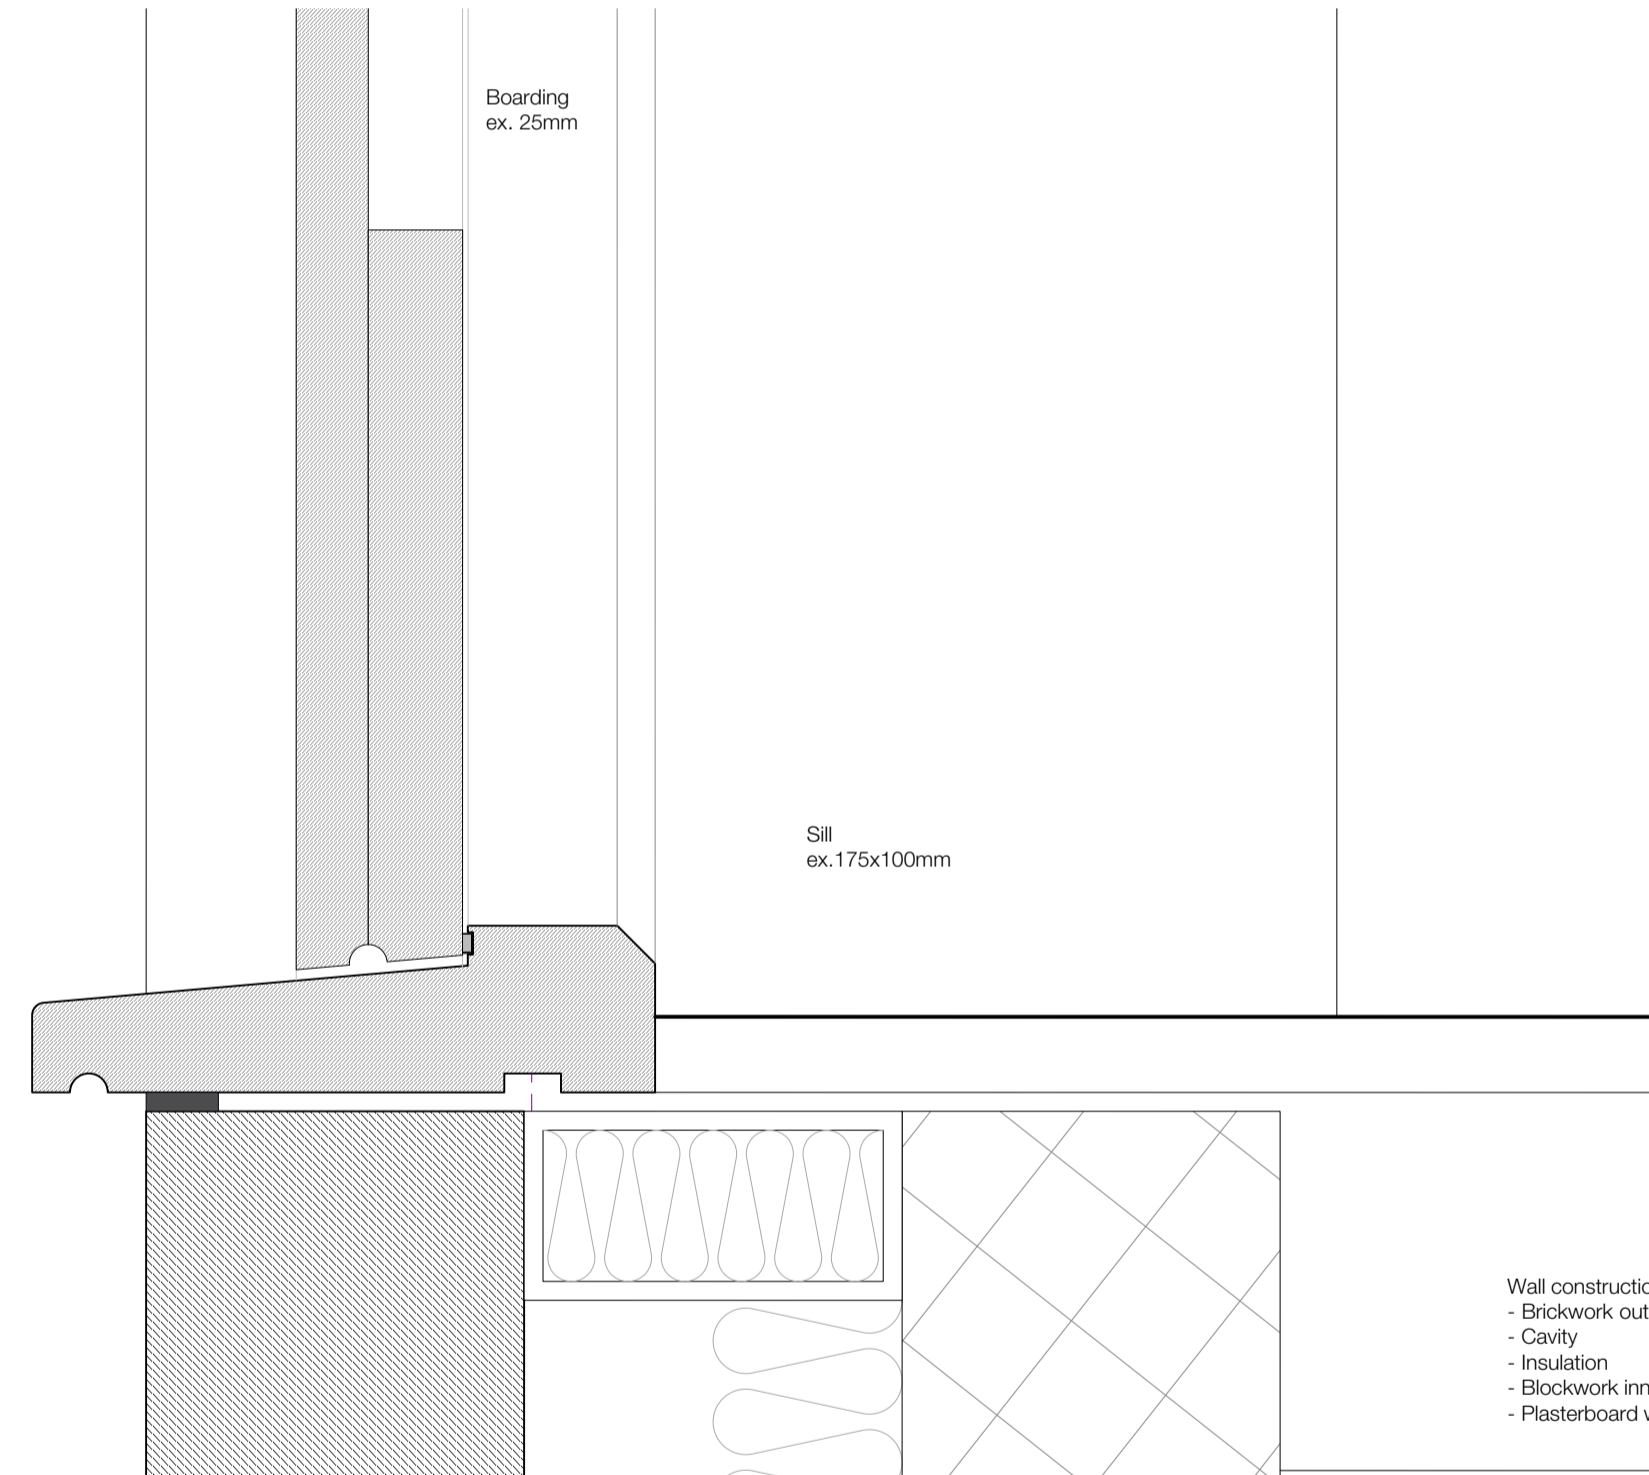 Boarding
ex. 25mm
Sill
ex.175x100mm
Wall constructio
- Brickwork out
- Cavity
- Insulation
- Blockwork inn
- Plasterboard w